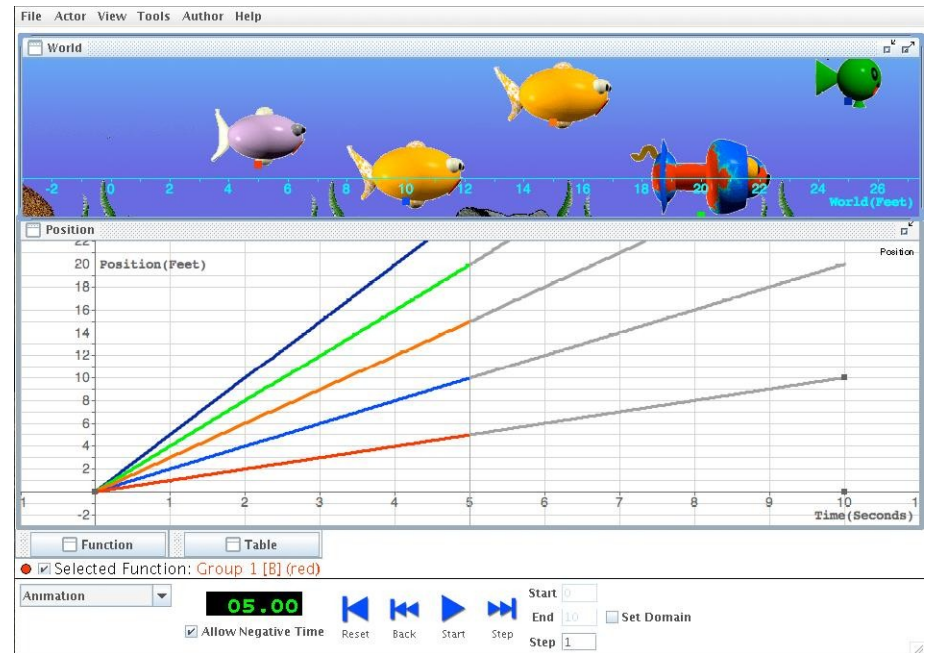 File Actor View Tools Author Help
World
-2 0 2 4 6 8 10 12 14 16 18 20 22 24 26
World(Feet)
Position
Position
22
20 Position(Feet)
18
16
14
12
10
8
6
4
2
1 1 2 3 4 5 6 7 8 9 10 1
-2 Time(Seconds)
Function Table
Selected Function: Group 1 [B] (red)
Animation 05.00 Start 0
End 10 Set Domain
Allow Negative Time Reset Back Start Step
Step 1